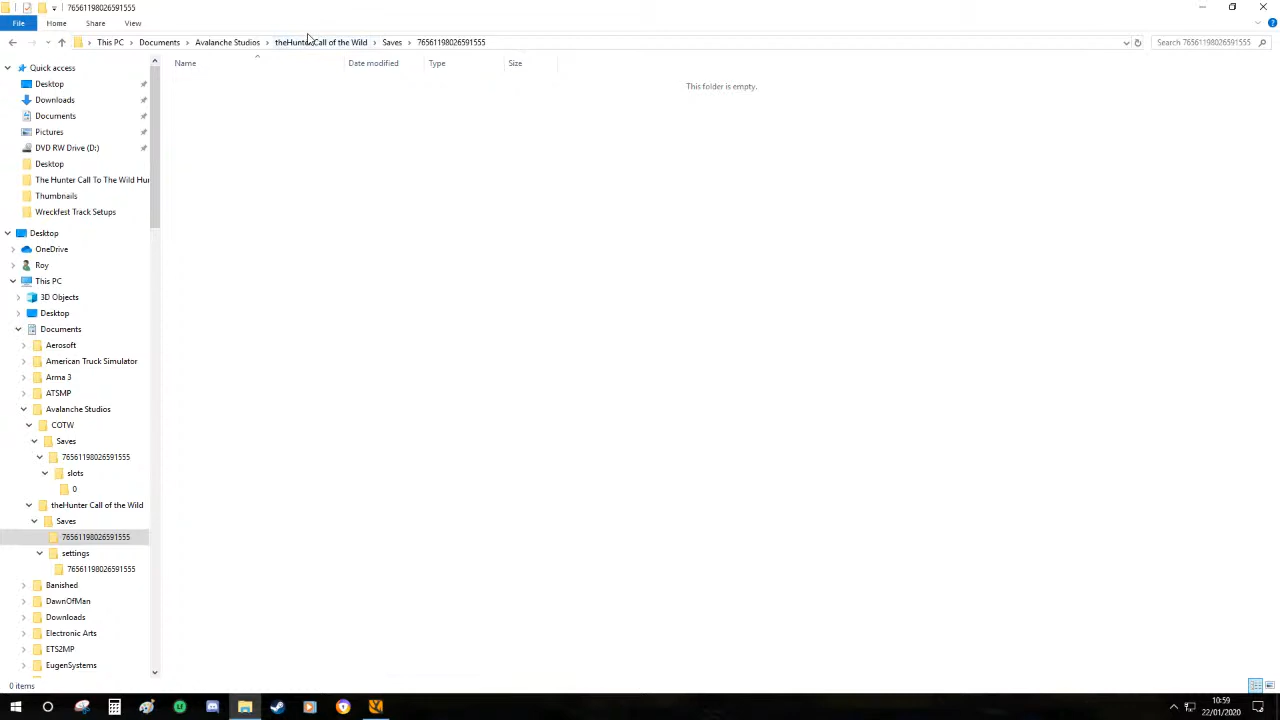 76561198026591555
File Home Share View
This PC Documents Avalanche Studios theHunter Call of the Wild Saves 76561198026591555 Search 76561198026591555
Name Date modified Type Size
This folder is empty.
Quick access
Desktop
Downloads
Documents
Pictures
DVD RW Drive (D:)
Desktop
The Hunter Call To The Wild Hu
Thumbnails
Wreckfest Track Setups
Desktop
OneDrive
Roy
This PC
3D Objects
Desktop
Documents
Aerosoft
American Truck Simulator
Arma 3
ATSMP
Avalanche Studios
COTW
Saves
76561198026591555
slots
0
theHunter Call of the Wild
Saves
76561198026591555
settings
76561198026591555
Banished
DawnOfMan
Downloads
Electronic Arts
ETS2MP
EugenSystems
0 items
10:59
22/01/2020